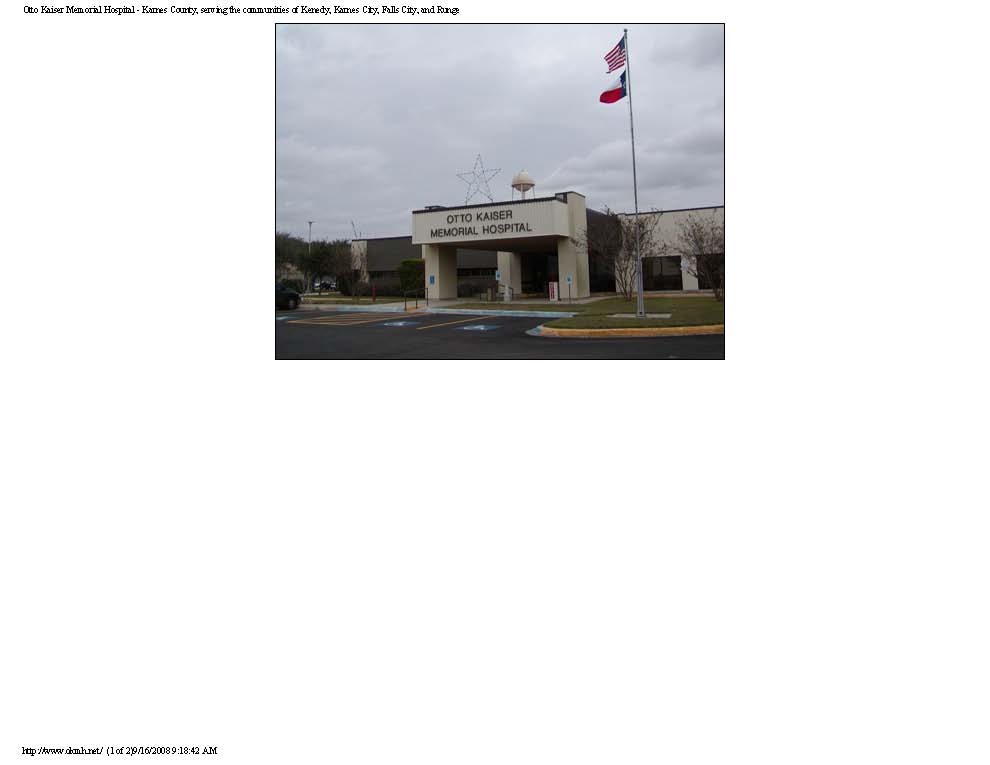 Otto Kaiser Memorial Hospital - Karnes County, serving the communities of Kenedy, Karnes City, Falls City, and Runge
OTTO KAISER
MEMORIAL HOSPITAL
http://www.okmh.net/ (1 of 2)9/16/2008 9:18:42 AM